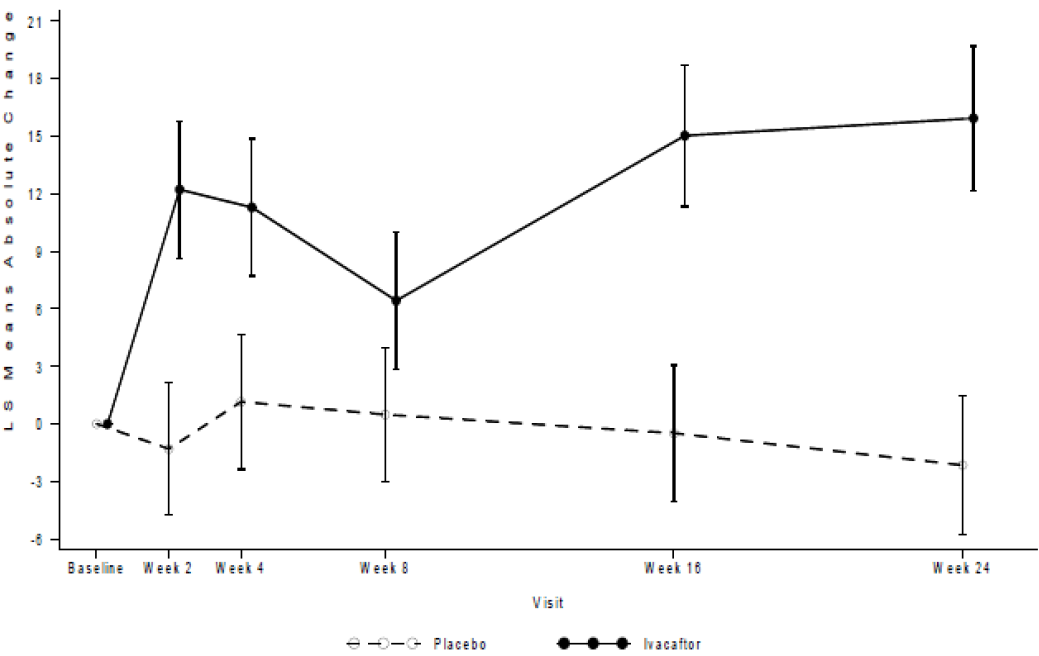 LS Means Absolute Change
21
18
15
12
9
6
3
0
-3
-6
Baseline Week 2 Week 4 Week 8 Week 16 Week 24
Visit
Placebo Ivacaftor